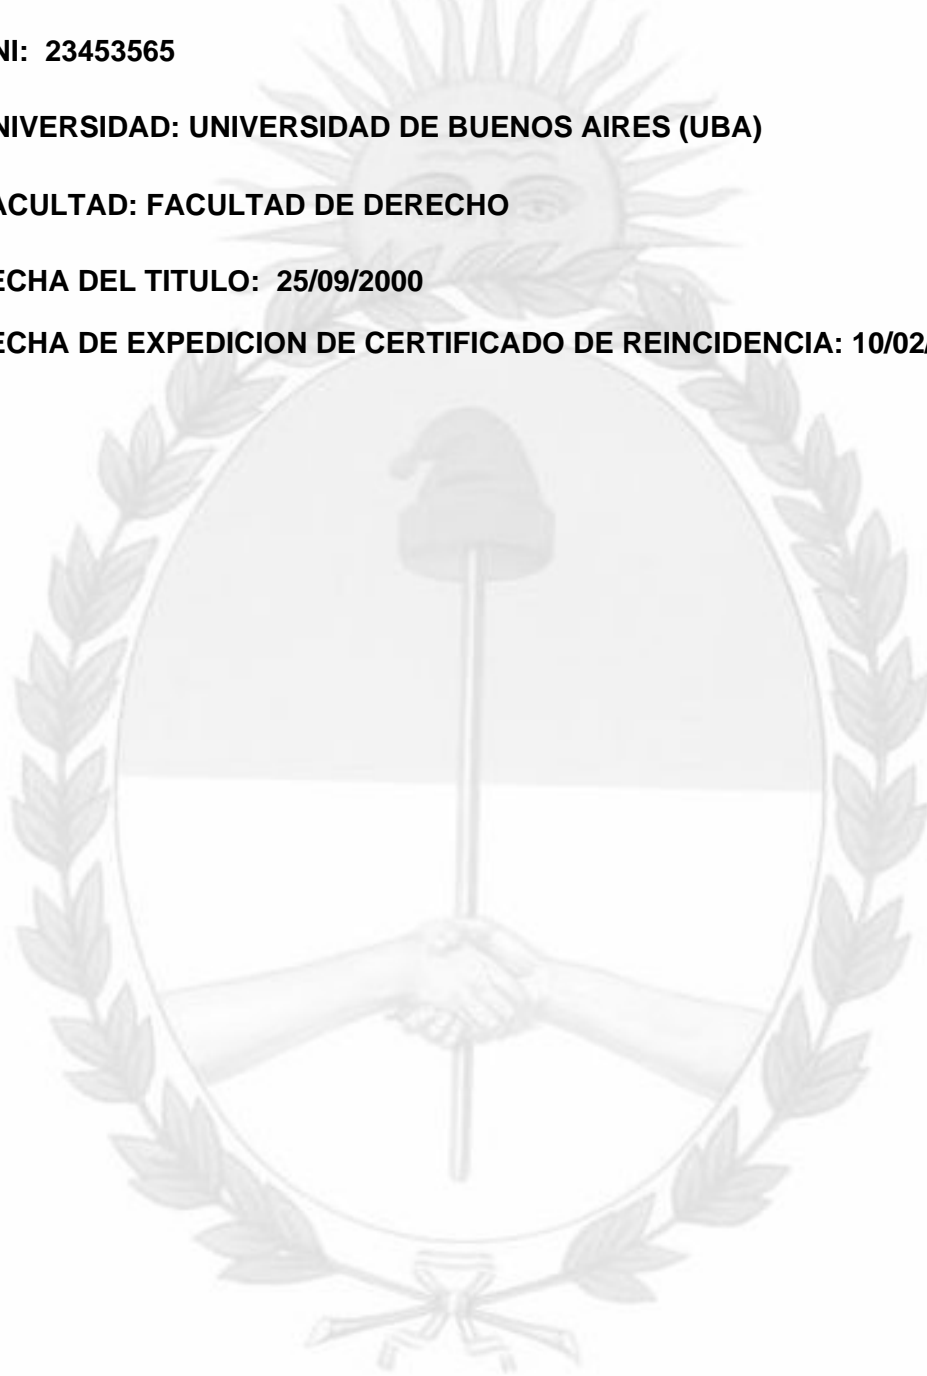 NI: 23453565
NIVERSIDAD: UNIVERSIDAD DE BUENOS AIRES (UBA)
ACULTAD: FACULTAD DE DERECHO
ECHA DEL TITULO: 25/09/2000
ECHA DE EXPEDICION DE CERTIFICADO DE REINCIDENCIA: 10/02/